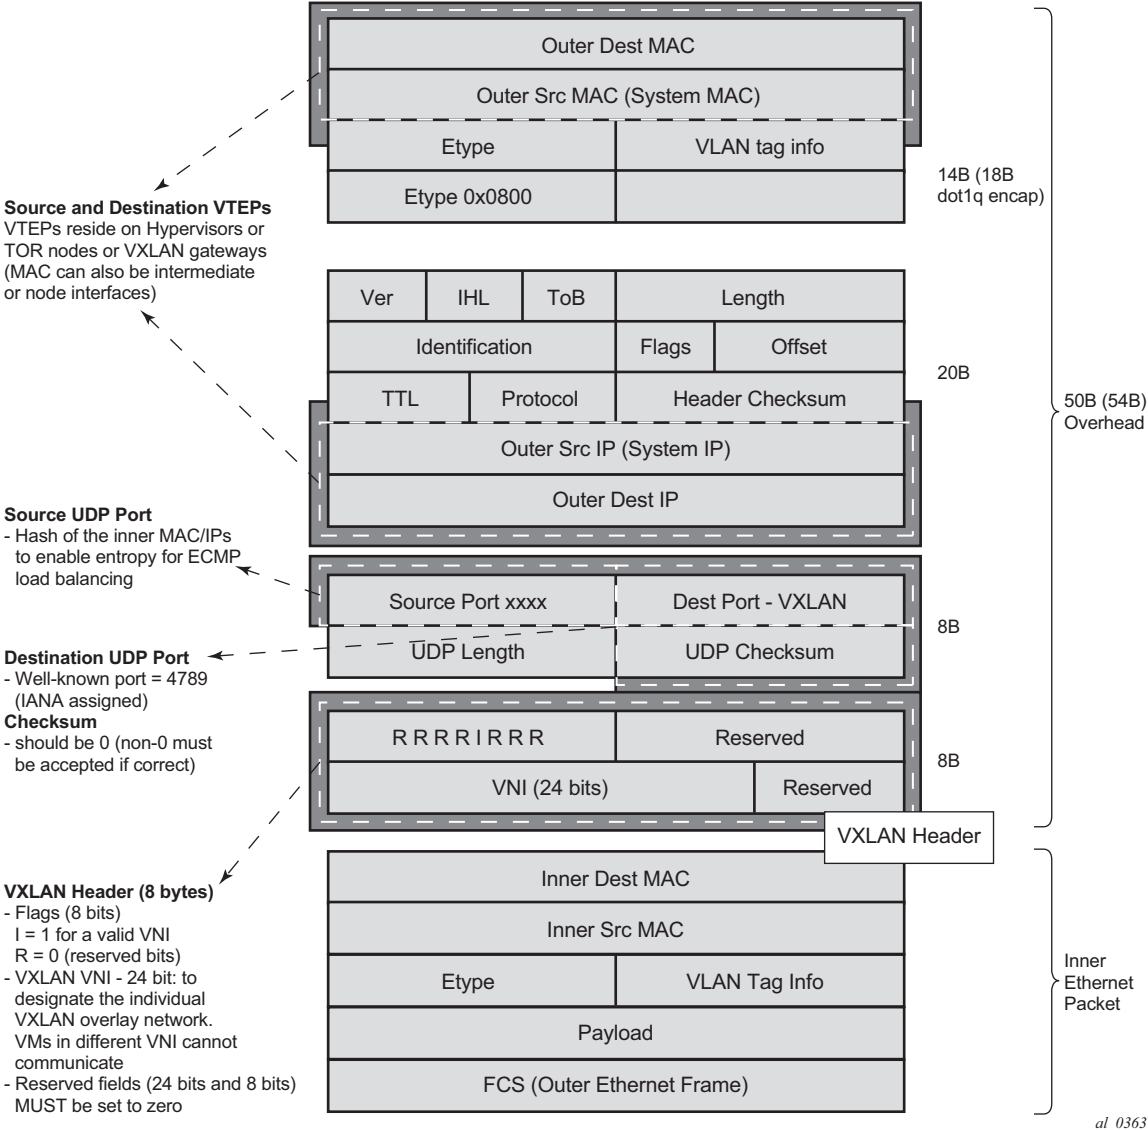 Outer Dest MAC
Outer Src MAC (System MAC)
Etype
VLAN tag info
Etype 0x0800
14B (18B
dot1q encap)
Source and Destination VTEPs
VTEPs reside on Hypervisors or
TOR nodes or VXLAN gateways
(MAC can also be intermediate
or node interfaces)
Ver
IHL
ToB
Length
Identification
Flags
Offset
TTL
Protocol
Header Checksum
Outer Src IP (System IP)
Outer Dest IP
20B
50B (54B)
Overhead
Source UDP Port
- Hash of the inner MAC/IPs
to enable entropy for ECMP
load balancing
Source Port xxxx
Dest Port - VXLAN
UDP Length
UDP Checksum
8B
Destination UDP Port
- Well-known port = 4789
(IANA assigned)
Checksum
- should be 0 (non-0 must
be accepted if correct)
R R R R I R R R
Reserved
VNI (24 bits)
Reserved
8B
VXLAN Header
VXLAN Header (8 bytes)
- Flags (8 bits)
I = 1 for a valid VNI
R = 0 (reserved bits)
- VXLAN VNI - 24 bit: to
designate the individual
VXLAN overlay network.
VMs in different VNI cannot
communicate
- Reserved fields (24 bits and 8 bits)
MUST be set to zero
Inner Dest MAC
Inner Src MAC
Etype
VLAN Tag Info
Payload
FCS (Outer Ethernet Frame)
Inner
Ethernet
Packet
al_0363